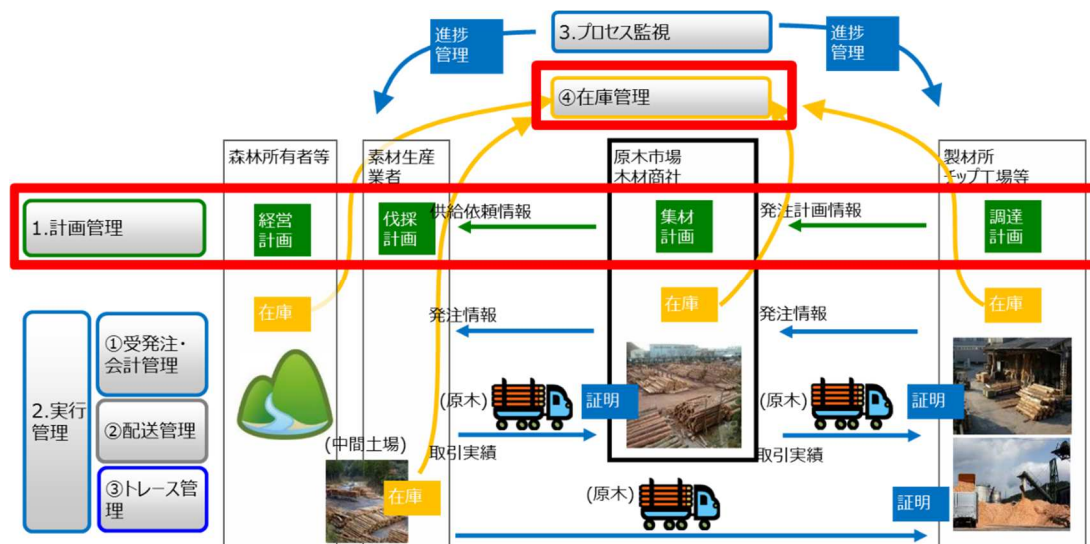 進捗
管理
3.プロセス監視
進捗
管理
④在庫管理
森林所有者等
素材生産
業者
原木市場
木材商社
製材所
チップ工場等
1.計画管理
経営
計画
伐採
計画
供給依頼情報
集材
計画
発注計画情報
調達
計画
在庫
在庫
在庫
発注情報
発注情報
2.実行
管理
①受発注・
会計管理
②配送管理
③トレース管
理
(原木)
証明
(原木)
証明
(中間土場)
取引実績
取引実績
在庫
(原木)
証明